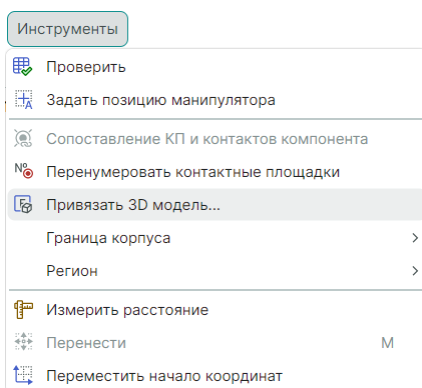 Инструменты
Проверить
Задать позицию манипулятора
Сопоставление КП и контактов компонента
Перенумеровать контактные площадки
Привязать 3D модель...
Граница корпуса
Регион
Измерить расстояние
Перенести M
Переместить начало координат